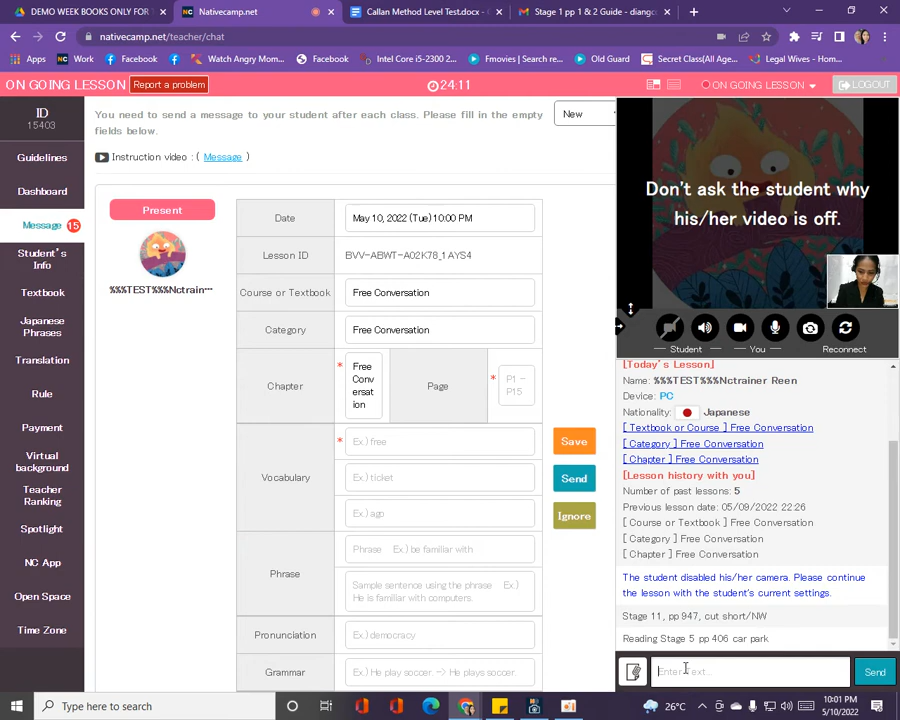 DEMO WEEK BOOKS ONLY FOR T
Nativecamp.net
Callan Method Level Test.docx -
Stage 1 pp 1 & 2 Guide - diangc
nativecamp.net/teacher/chat
Apps
Work
Facebook
Watch Angry Mom...
Facebook
Intel Core i5-2300...
Fmovies | Search re...
Old Guard
Secret Class(All Age...
Legal Wives - Hom...
ON GOING LESSON
Report a problem
24:11
ON GOING LESSON
LOGOUT
ID
15403
Guidelines
Dashboard
Message 15
Student's
Info
Textbook
Japanese
Phrases
Translation
Rule
Payment
Virtual
background
Teacher
Ranking
Spotlight
NC App
Open Space
Time Zone
You need to send a message to your student after each class. Please fill in the empty
fields below.
New
Instruction video : ( Message )
Present
%%%TEST%%%Nctrain…
Date
May 10, 2022 (Tue) 10:00 PM
Lesson ID
BVV-ABWT-A02K78_1AYS4
Course or Textbook
Free Conversation
Category
Free Conversation
Chapter
* Free
Conv
ersat
ion
Page
* P1 -
P15
Vocabulary
* Ex.) free
Ex.) ticket
Ex.) ago
Save
Send
Ignore
Phrase
Phrase Ex.) be familiar with
Sample sentence using the phrase Ex.)
He is familiar with computers.
Pronunciation
Ex.) democracy
Grammar
Ex.) He play soccer. -> He plays soccer.
Don't ask the student why
his/her video is off.
Student
You
Reconnect
[Today's Lesson]
Name: %%%TEST%%%Nctrainer Reen
Device: PC
Nationality: Japanese
[ Textbook or Course ] Free Conversation
[ Category ] Free Conversation
[ Chapter ] Free Conversation
[Lesson history with you]
Number of past lessons: 5
Previous lesson date: 05/09/2022 22:26
[ Course or Textbook ] Free Conversation
[ Category ] Free Conversation
[ Chapter ] Free Conversation
The student disabled his/her camera. Please continue
the lesson with the student's current settings.
Stage 11, pp 947, cut short/NW
Reading Stage 5 pp 406 car park
Enter Text...
Send
Type here to search
26°C
10:01 PM
5/10/2022